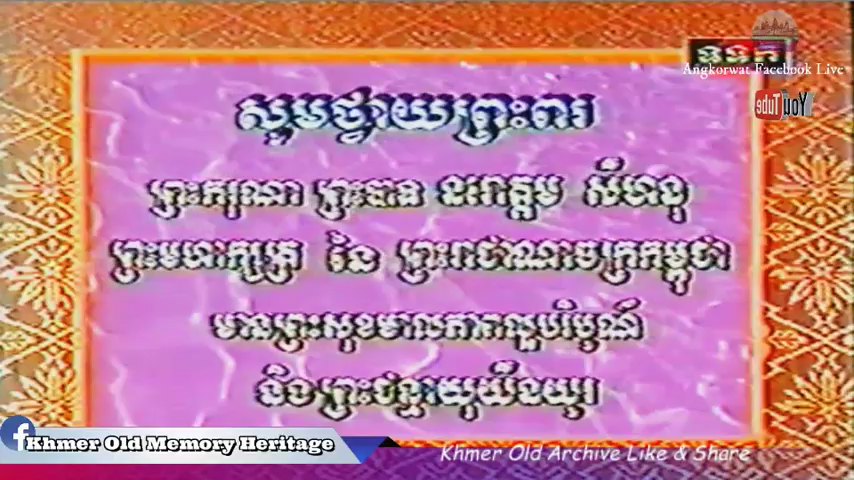 ទទក
Angkorwat Facebook Live
YouTube
សូមថ្វាយព្រះពរ
ព្រះករុណា ព្រះបាទ នរោត្តម សីហនុ
ព្រះមហាក្សត្រ នៃ ព្រះរាជាណាចក្រកម្ពុជា
មានព្រះសុខមាលភាពល្អបរិបូណ៌
និងព្រះជន្មាយុយឺនយូរ
Khmer Old Memory Heritage
Khmer Old Archive Like & Share